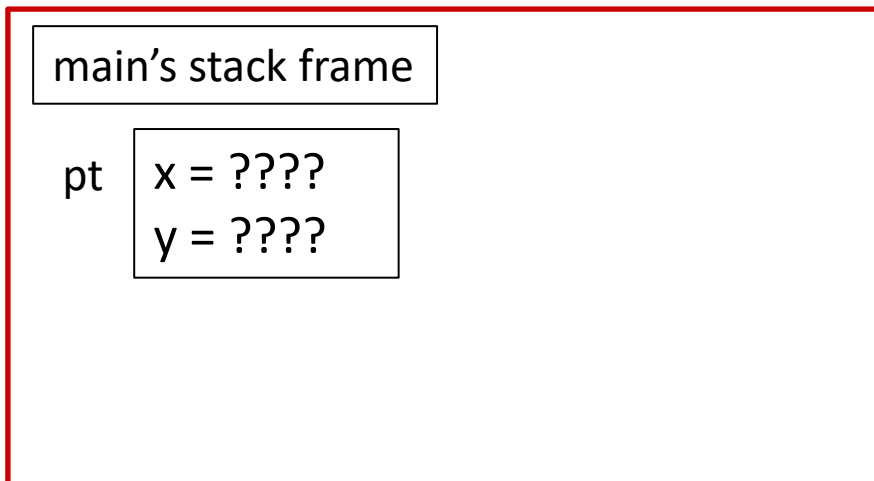 main’s stack frame
pt
x = ????
y = ????